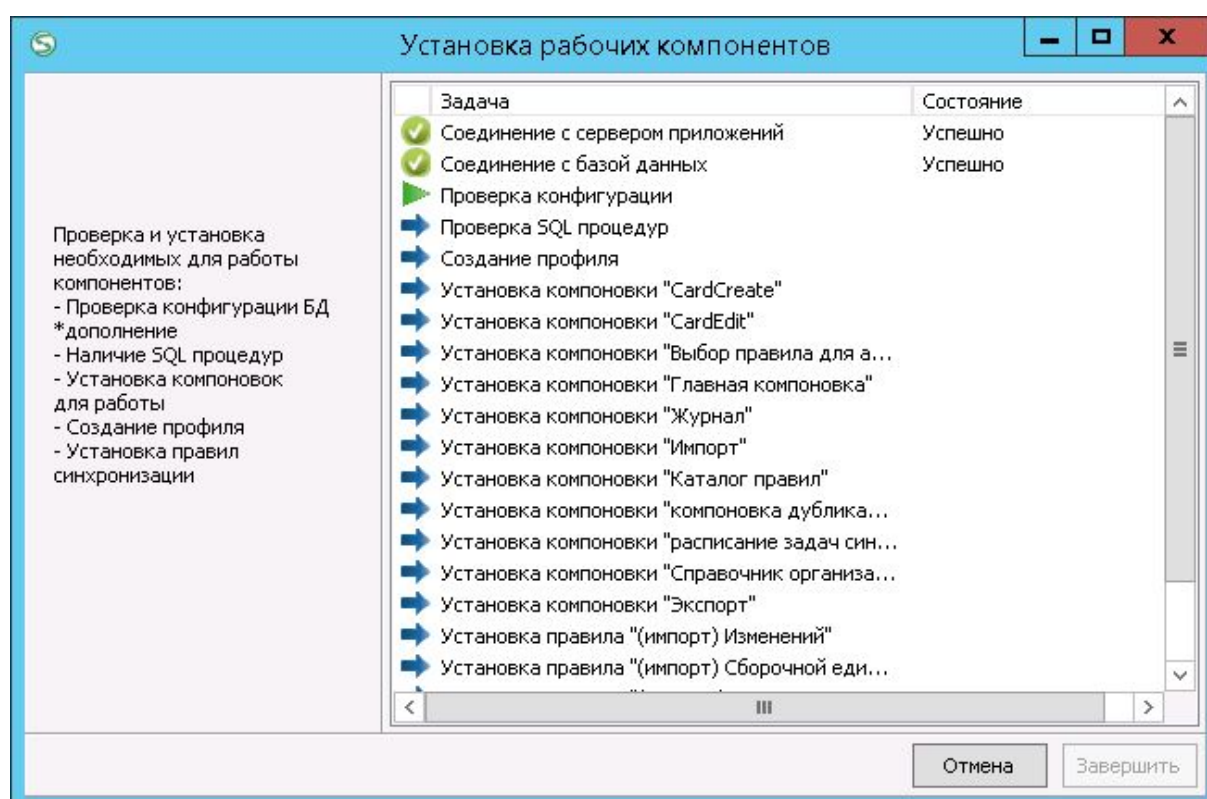 Установка рабочих компонентов
Проверка и установка
необходимых для работы
компонентов:
- Проверка конфигурации БД
*дополнение
- Наличие SQL процедур
- Установка компоновок
для работы
- Создание профиля
- Установка правил
синхронизации
Задача Состояние
Соединение с сервером приложений Успешно
Соединение с базой данных Успешно
Проверка конфигурации
Проверка SQL процедур
Создание профиля
Установка компоновки "CardCreate"
Установка компоновки "CardEdit"
Установка компоновки "Выбор правила для а...
Установка компоновки "Главная компоновка"
Установка компоновки "Журнал"
Установка компоновки "Импорт"
Установка компоновки "Каталог правил"
Установка компоновки "компоновка дублика...
Установка компоновки "расписание задач син...
Установка компоновки "Справочник организа...
Установка компоновки "Экспорт"
Установка правила "(импорт) Изменений"
Установка правила "(импорт) Сборочной еди...
Отмена Завершить